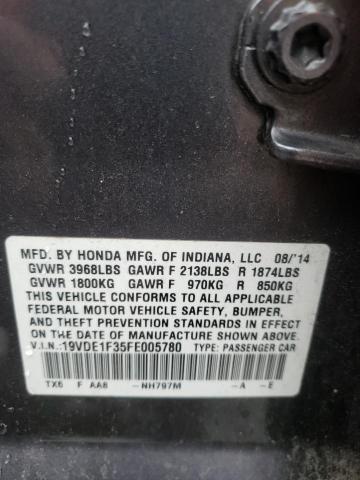 MFD. BY HONDA MFG. OF INDIANA, LLC 08/'14
GVWR 3968LBS GAWR F 2138LBS R 1874LBS
GVWR 1800KG GAWR F 970KG R 850KG
THIS VEHICLE CONFORMS TO ALL APPLICABLE
FEDERAL MOTOR VEHICLE SAFETY, BUMPER,
AND THEFT PREVENTION STANDARDS IN EFFECT
ON THE DATE OF MANUFACTURE SHOWN ABOVE.
V.I.N.:19VDE1F35FE005780 TYPE: PASSENGER CAR
TX6 F AA8 -NH797M -A -E